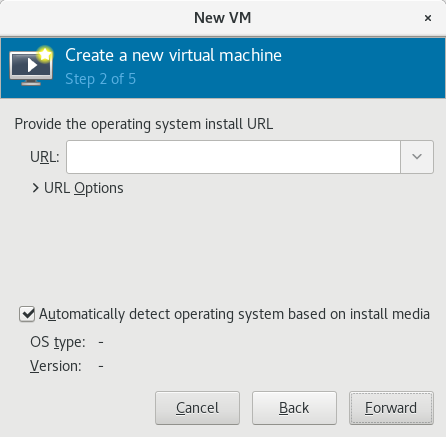 New VM ×
Create a new virtual machine
Step 2 of 5
Provide the operating system install URL
URL:
URL Options
Automatically detect operating system based on install media
OS type: -
Version: -
Cancel Back Forward